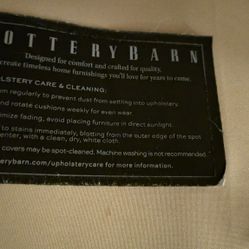 OTTERYBARN
Designed for comfort and crafted for quality,
create timeless home furnishings you'll love for years to come.
OLSTERY CARE & CLEANING:
m regularly to prevent dust from settling into upholstery.
and rotate cushions weekly for even wear.
imize fading, avoid placing furniture in direct sunlight.
to stains immediately, blotting from the outer edge of the spot
center, with a clean, dry, white cloth.
covers may be spot-cleaned. Machine washing is not recommended.
terybarn.com/upholsterycare for more information.